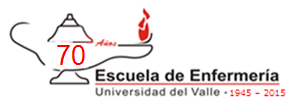 70 Años
Escuela de Enfermería
Universidad del Valle - 1945 – 2015